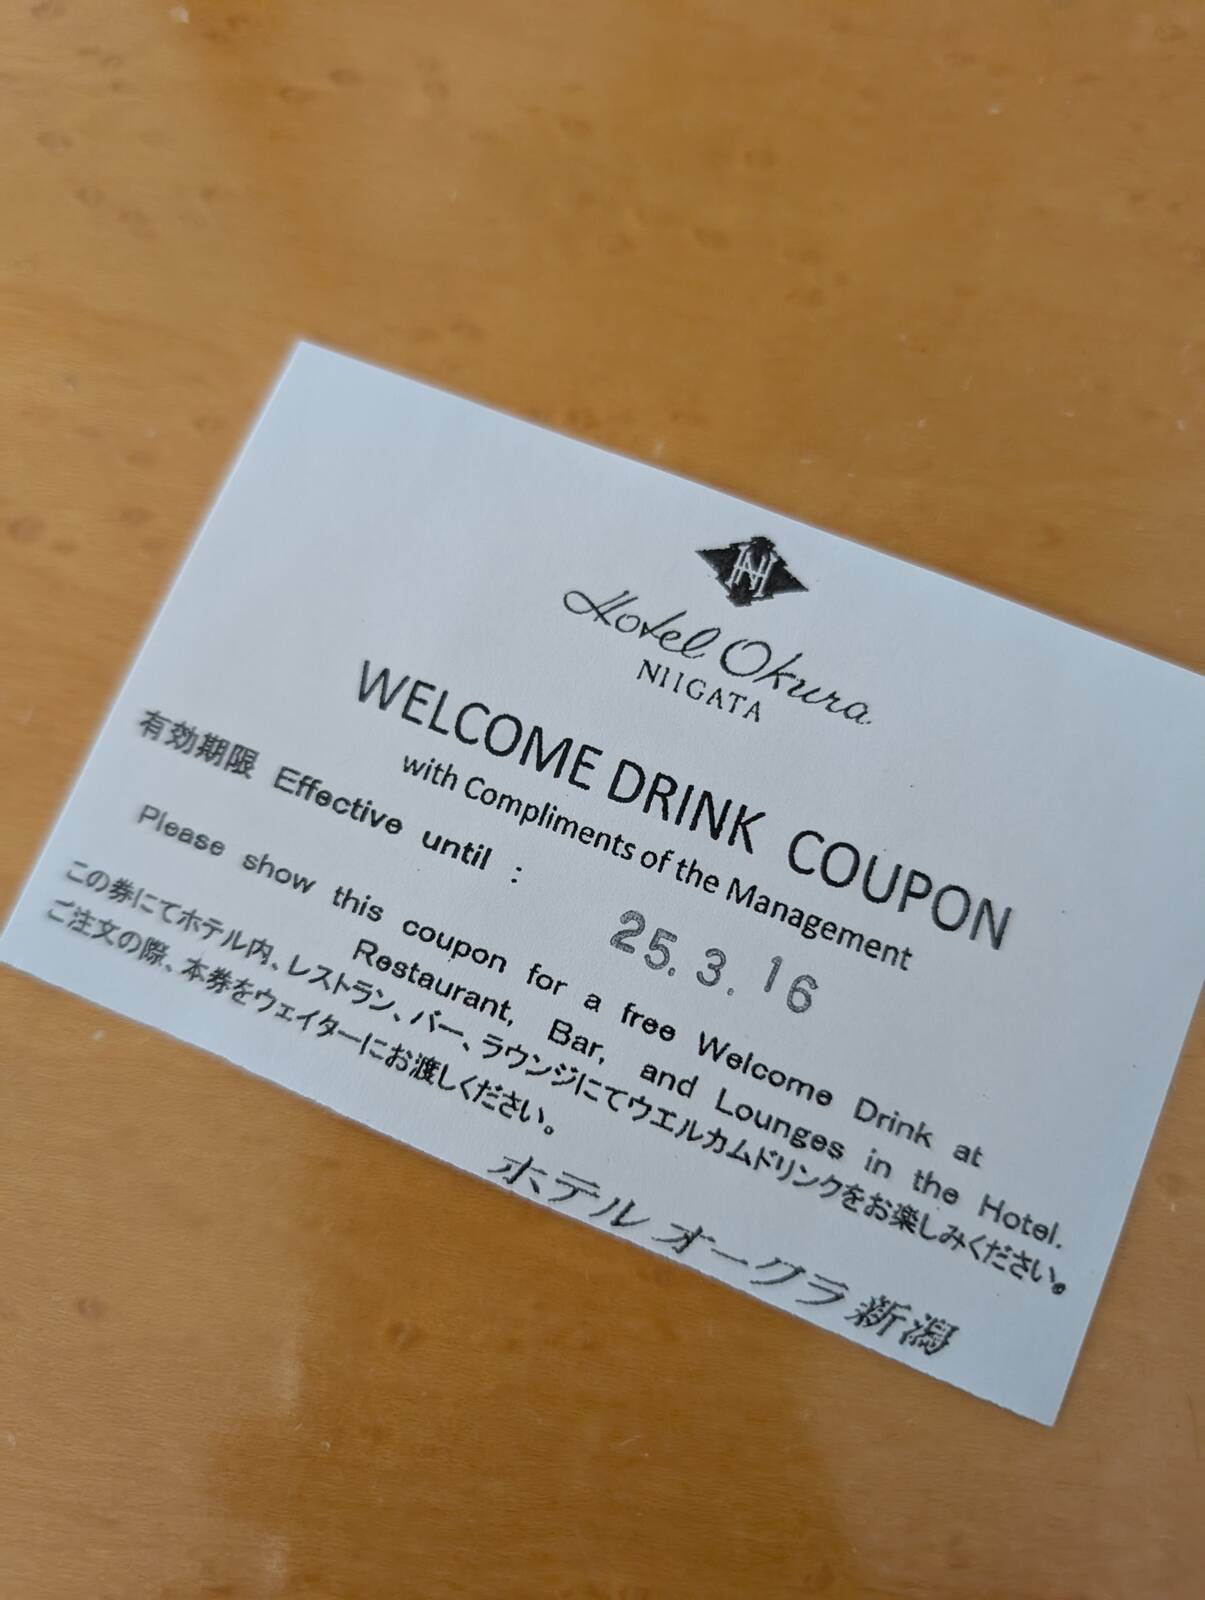 NH
Hotel Okura
NIIGATA
WELCOME DRINK COUPON
with Compliments of the Management
有効期限 Effective until : 25. 3. 16
Please show this coupon for a free Welcome Drink at
Restaurant, Bar, and Lounges in the Hotel.
この券にてホテル内、レストラン、バー、ラウンジにてウエルカムドリンクをお楽しみください。
ご注文の際、本券をウェイターにお渡しください。
ホテル オークラ新潟